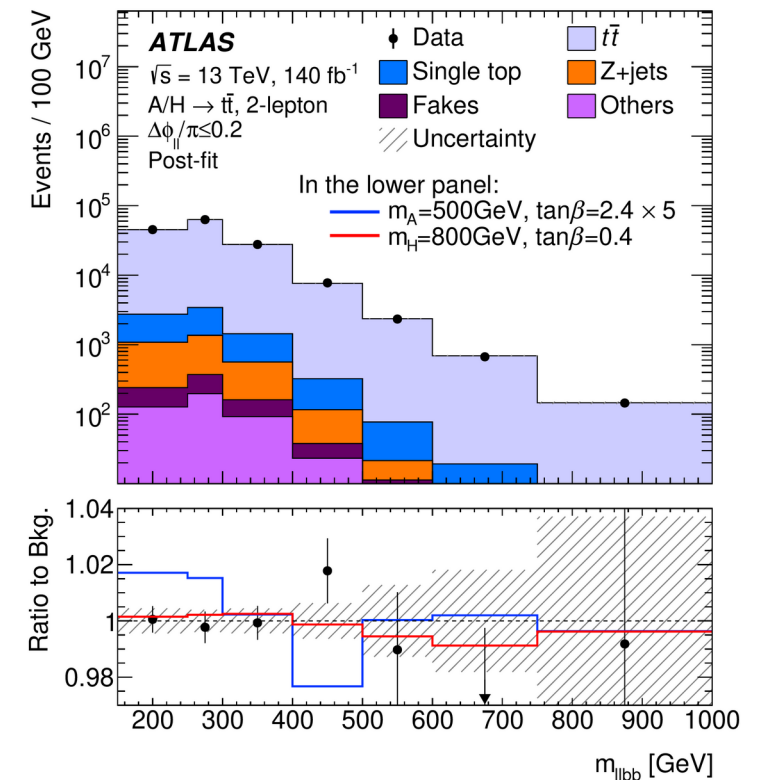 Events / 100 GeV
10⁷
10⁶
10⁵
10⁴
10³
10²
ATLAS
√s = 13 TeV, 140 fb⁻¹
A/H → tt̄, 2-lepton
Δϕ_ll/π≤0.2
Post-fit
Data
tt̄
Single top
Z+jets
Fakes
Others
Uncertainty
In the lower panel:
m_A=500GeV, tanβ=2.4 × 5
m_H=800GeV, tanβ=0.4
Ratio to Bkg.
1.04
1.02
1
0.98
200 300 400 500 600 700 800 900 1000
m_llbb [GeV]